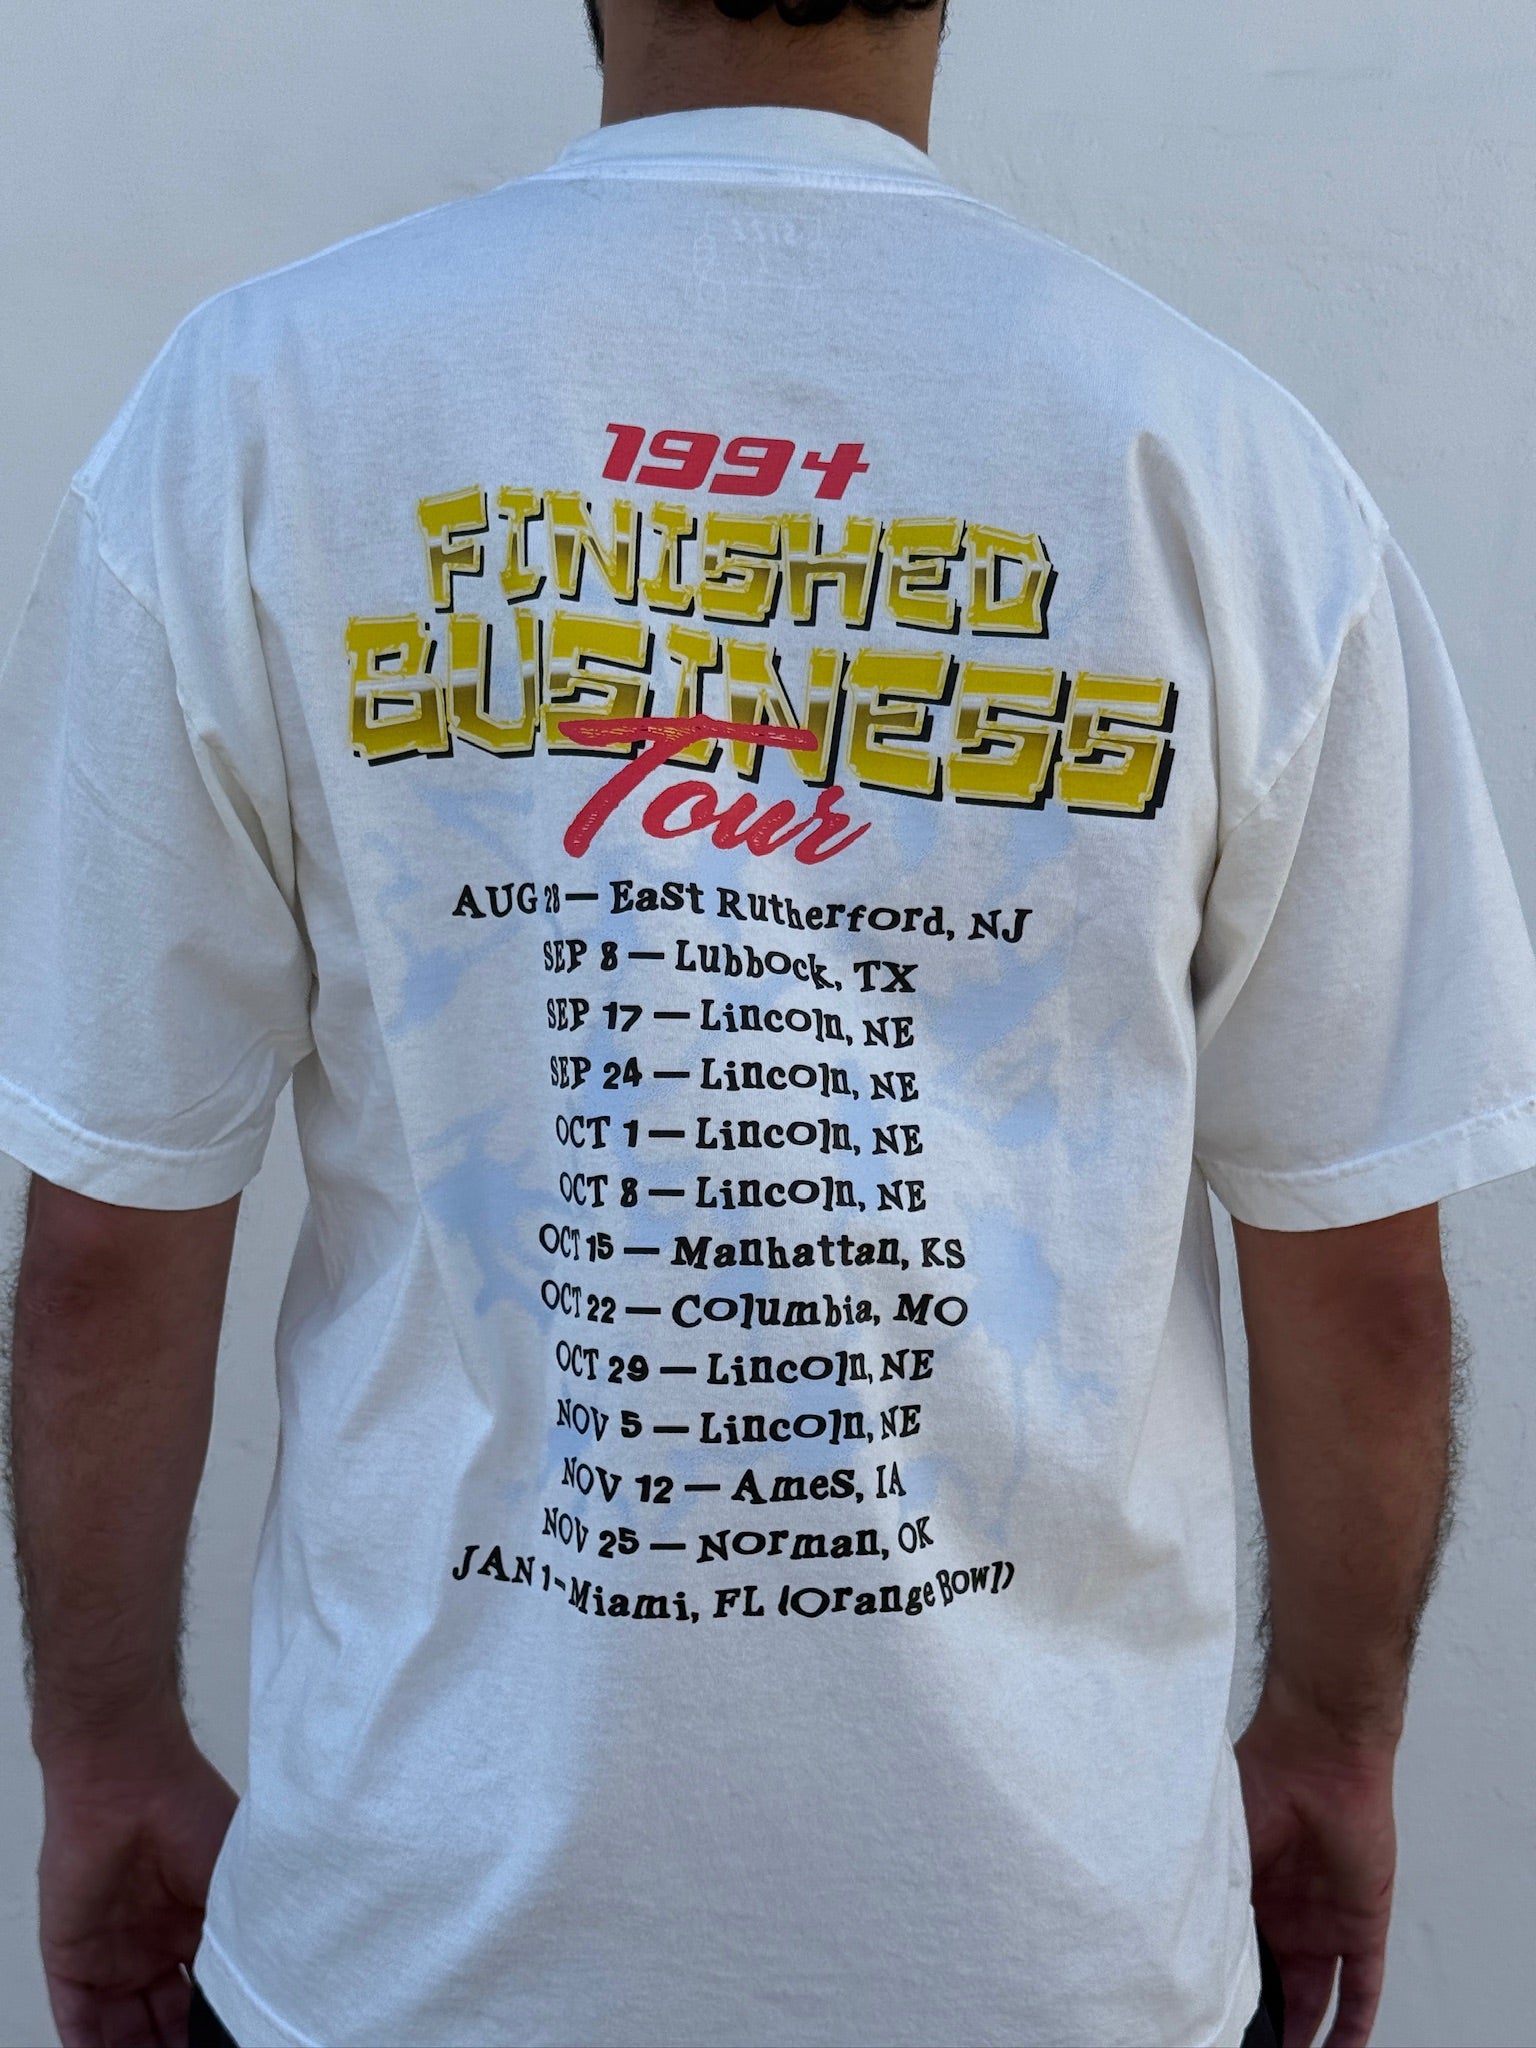 1994
FINISHED
BUSINESS
Tour
AUG 28 — East Rutherford, NJ
SEP 8 — Lubbock, TX
SEP 17 — Lincoln, NE
SEP 24 — Lincoln, NE
OCT 1 — Lincoln, NE
OCT 8 — Lincoln, NE
OCT 15 — Manhattan, KS
OCT 22 — Columbia, MO
OCT 29 — Lincoln, NE
NOV 5 — Lincoln, NE
NOV 12 — Ames, IA
NOV 25 — Norman, OK
JAN 1 - Miami, FL (Orange Bowl)